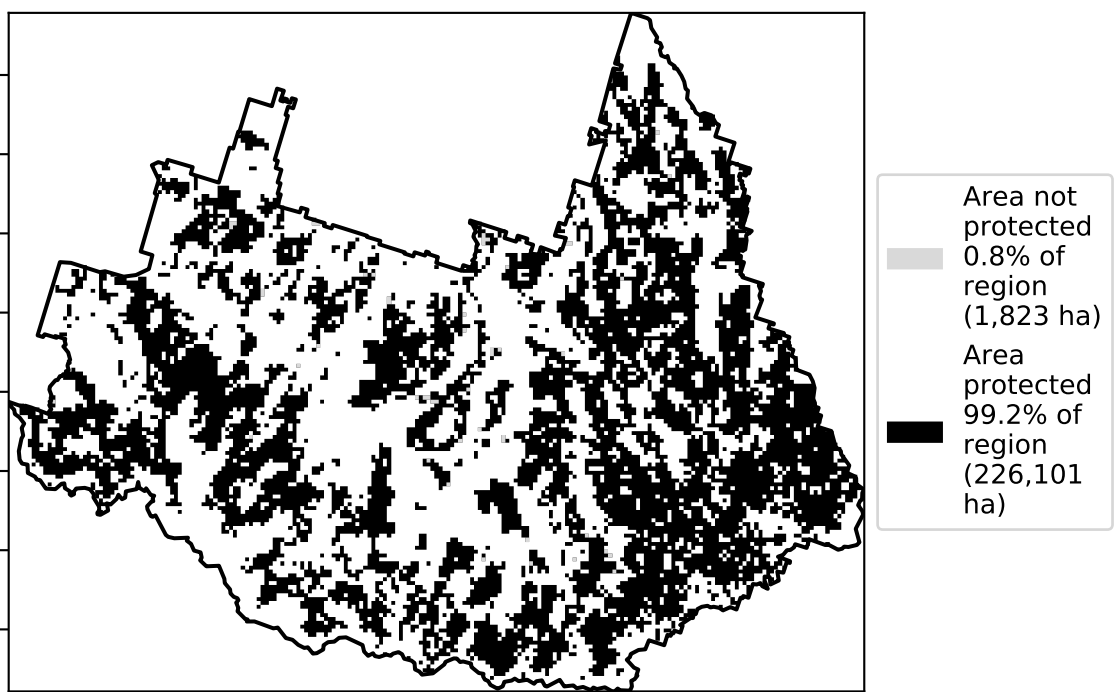 Area not
protected
0.8% of
region
(1,823 ha)
Area
protected
99.2% of
region
(226,101
ha)